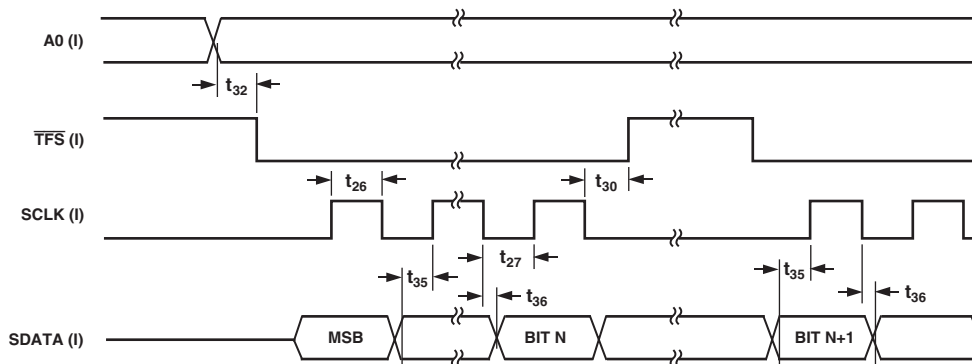 A0 (I)
t32
TFS (I)
t26
t30
SCLK (I)
t35
t27
t36
t35
t36
SDATA (I)
MSB
BIT N
BIT N+1